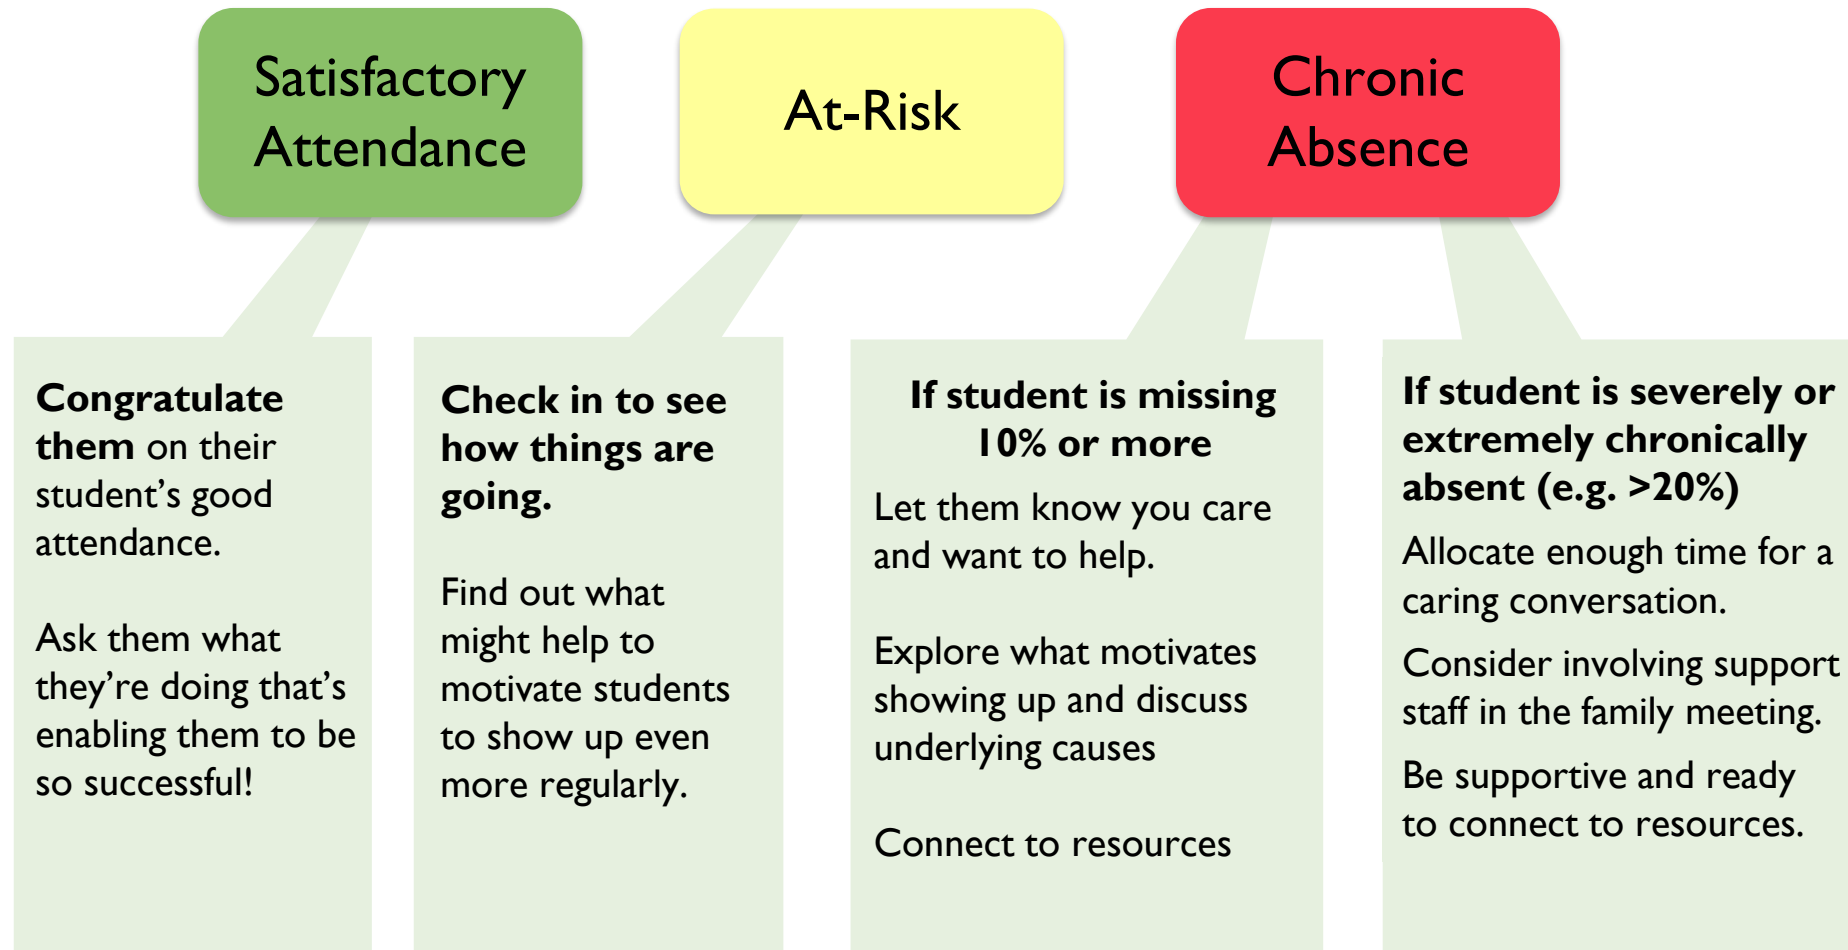 Satisfactory
Attendance
At-Risk
Chronic
Absence
Congratulate
them on their
student’s good
attendance.
Ask them what
they’re doing that’s
enabling them to be
so successful!
Check in to see
how things are
going.
Find out what
might help to
motivate students
to show up even
more regularly.
If student is missing
10% or more
Let them know you care
and want to help.
Explore what motivates
showing up and discuss
underlying causes
Connect to resources
If student is severely or
extremely chronically
absent (e.g. >20%)
Allocate enough time for a
caring conversation.
Consider involving support
staff in the family meeting.
Be supportive and ready
to connect to resources.